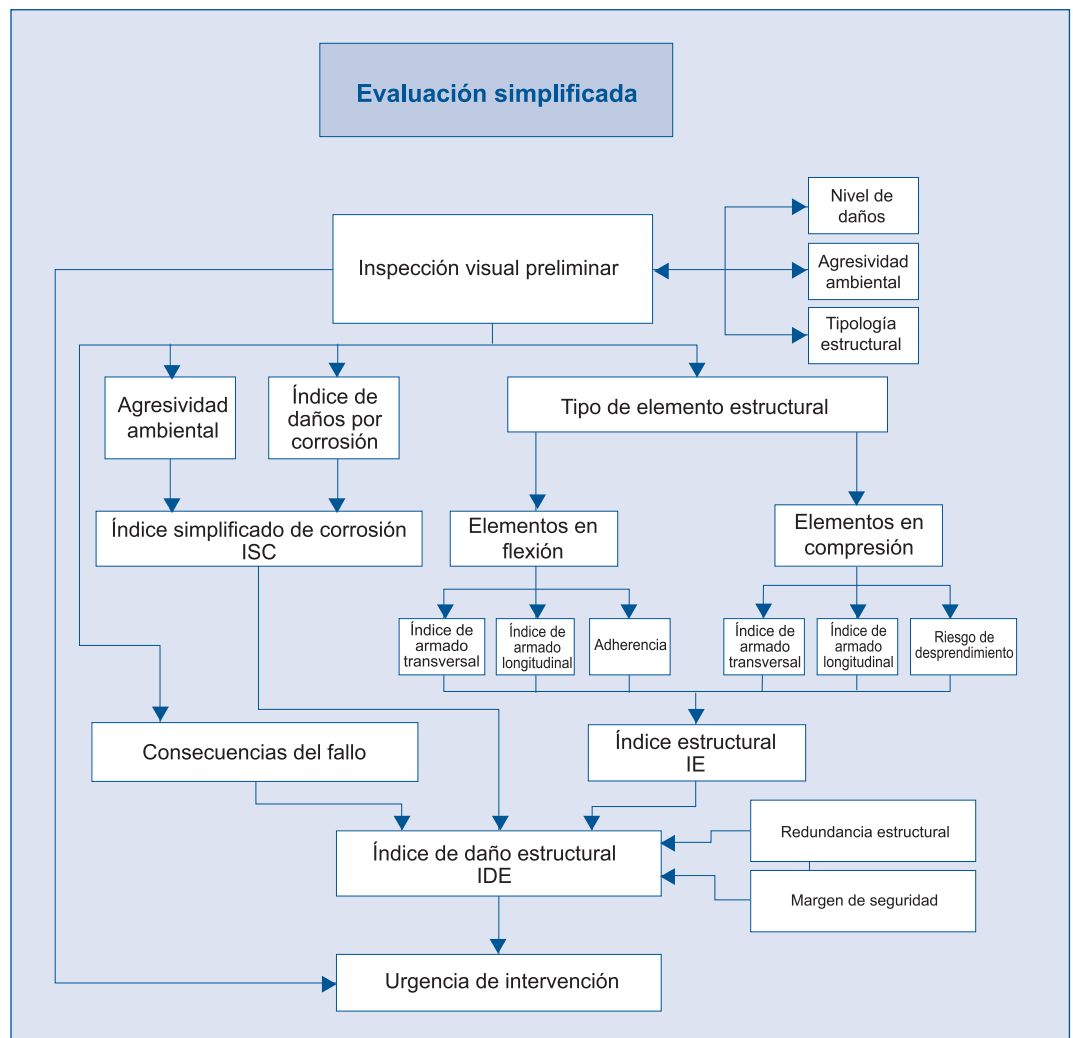 Evaluación simplificada
Nivel de
daños
Inspección visual preliminar
Agresividad
ambiental
Tipología
estructural
Agresividad
ambiental
Índice de
daños por
corrosión
Tipo de elemento estructural
Índice simplificado de corrosión
ISC
Elementos en
flexión
Elementos en
compresión
Índice de
armado
transversal
Índice de
armado
longitudinal
Adherencia
Índice de
armado
transversal
Índice de
armado
longitudinal
Riesgo de
desprendimiento
Consecuencias del fallo
Índice estructural
IE
Índice de daño estructural
IDE
Redundancia estructural
Margen de seguridad
Urgencia de intervención